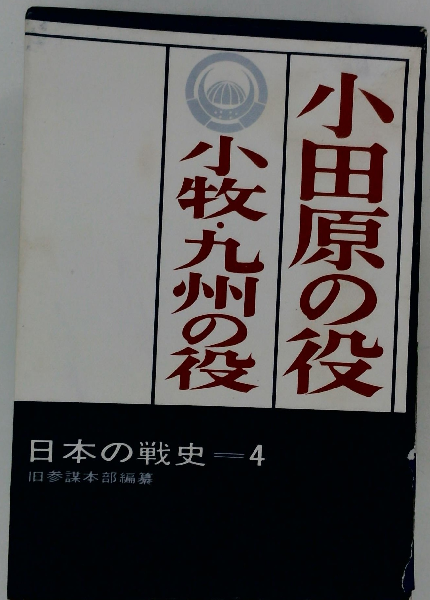 小田原の役
小牧・九州の役
日本の戦史＝4
旧参謀本部編纂